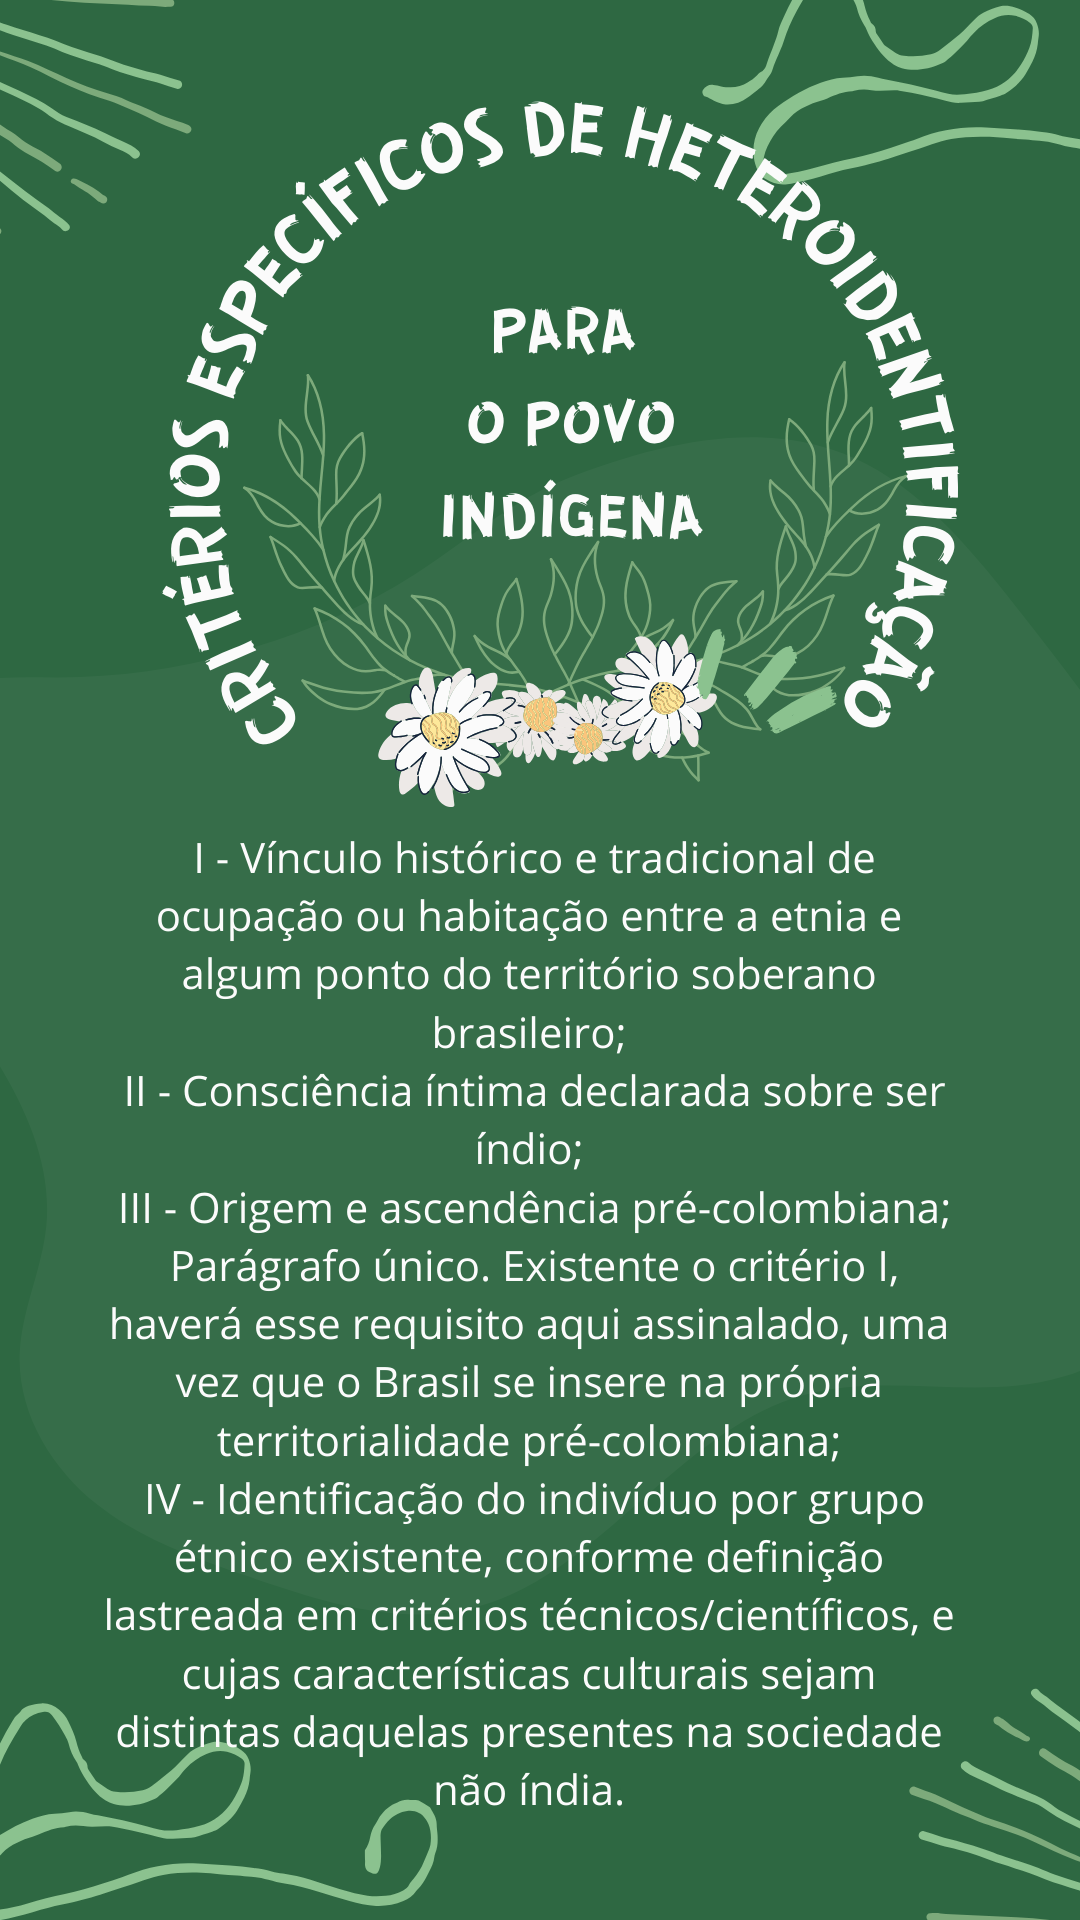 CRITÉRIOS ESPECÍFICOS DE HETEROIDENTIFICAÇÃO
PARA
O POVO
INDÍGENA
I - Vínculo histórico e tradicional de
ocupação ou habitação entre a etnia e
algum ponto do território soberano
brasileiro;
II - Consciência íntima declarada sobre ser
índio;
III - Origem e ascendência pré-colombiana;
Parágrafo único. Existente o critério I,
haverá esse requisito aqui assinalado, uma
vez que o Brasil se insere na própria
territorialidade pré-colombiana;
IV - Identificação do indivíduo por grupo
étnico existente, conforme definição
lastreada em critérios técnicos/científicos, e
cujas características culturais sejam
distintas daquelas presentes na sociedade
não índia.